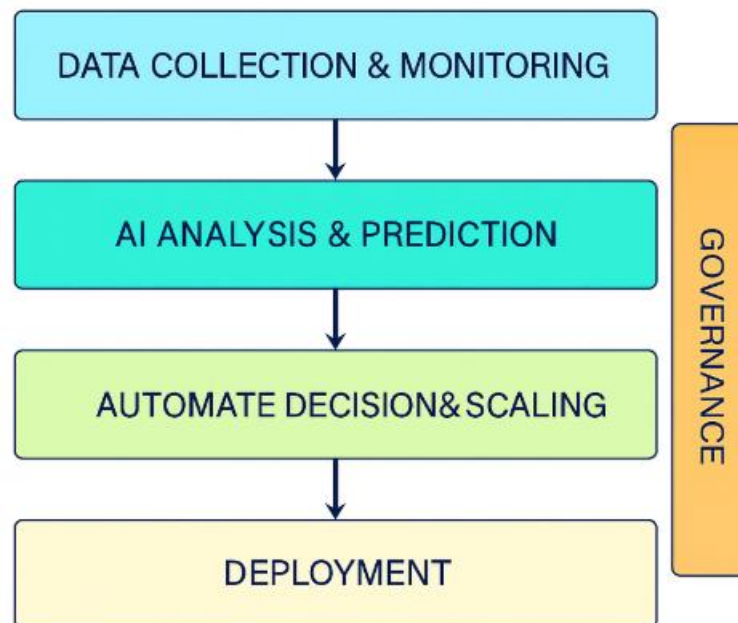 DATA COLLECTION & MONITORING
AI ANALYSIS & PREDICTION
AUTOMATE DECISION&SCALING
DEPLOYMENT
GOVERNANCE